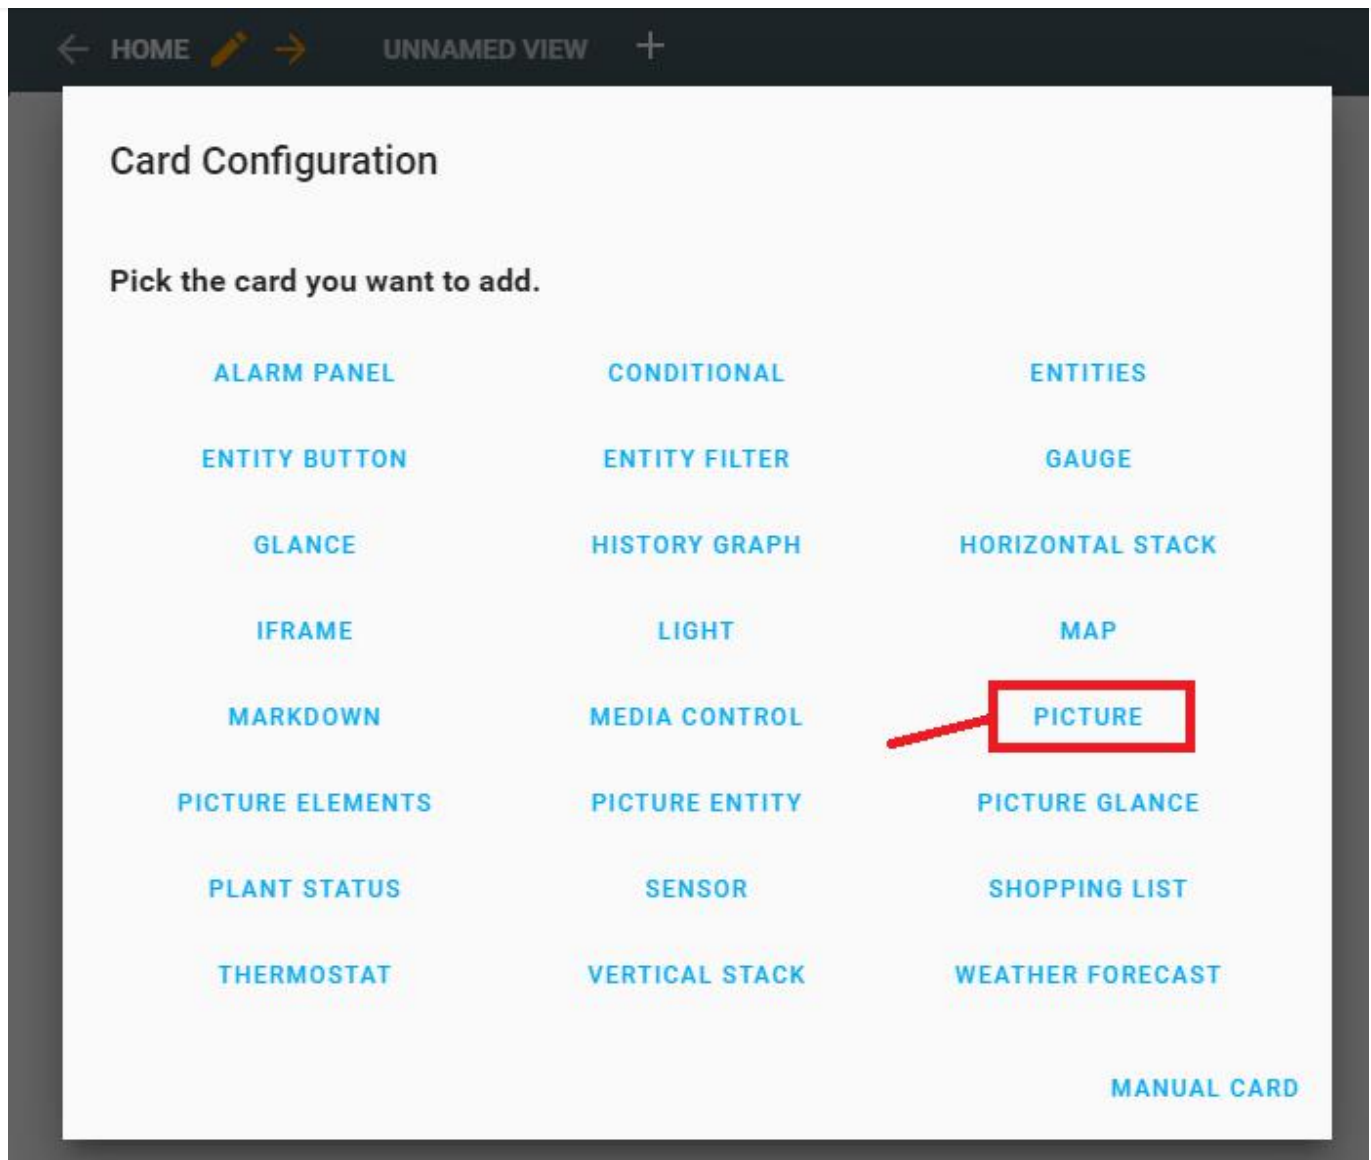 HOME UNNAMED VIEW +
Card Configuration
Pick the card you want to add.
ALARM PANEL CONDITIONAL ENTITIES
ENTITY BUTTON ENTITY FILTER GAUGE
GLANCE HISTORY GRAPH HORIZONTAL STACK
IFRAME LIGHT MAP
MARKDOWN MEDIA CONTROL PICTURE
PICTURE ELEMENTS PICTURE ENTITY PICTURE GLANCE
PLANT STATUS SENSOR SHOPPING LIST
THERMOSTAT VERTICAL STACK WEATHER FORECAST
MANUAL CARD